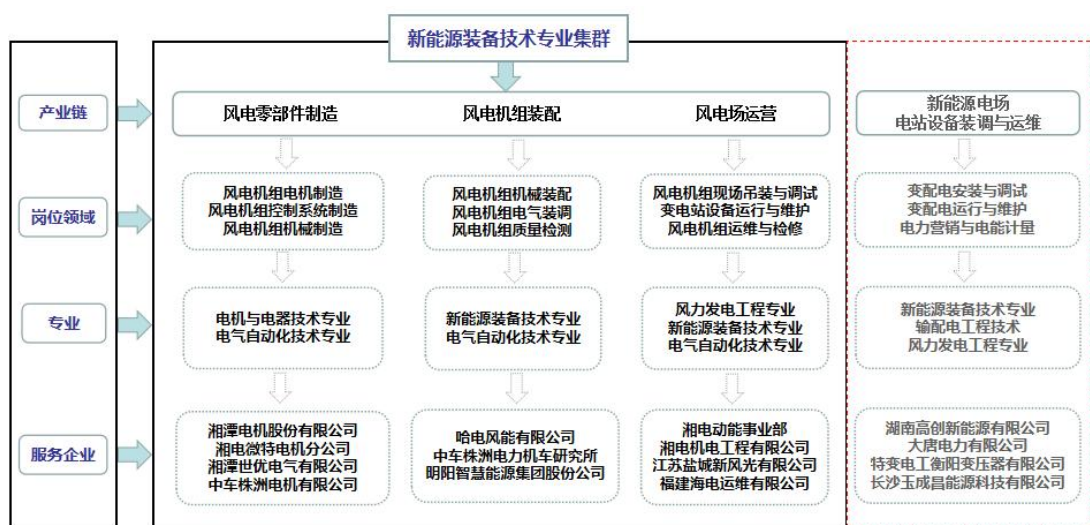 新能源装备技术专业集群
产业链
风电零部件制造
风电机组装配
风电场运营
新能源电场
电站设备装调与运维
岗位领域
风电机组电机制造
风电机组控制系统制造
风电机组机械制造
风电机组机械装配
风电机组电气装调
风电机组质量检测
风电机组现场吊装与调试
变电站设备运行与维护
风电机组运维与检修
变配电安装与调试
变配电运行与维护
电力营销与电能计量
专业
电机与电器技术专业
电气自动化技术专业
新能源装备技术专业
电气自动化技术专业
风力发电工程专业
新能源装备技术专业
电气自动化技术专业
新能源装备技术专业
输配电工程技术
风力发电工程专业
服务企业
湘潭电机股份有限公司
湘电微特电机分公司
湘潭世优电气有限公司
中车株洲电机有限公司
哈电风能有限公司
中车株洲电力机车研究所
明阳智慧能源集团股份公司
湘电动能事业部
湘电机电工程有限公司
江苏盐城新风光有限公司
福建海电运维有限公司
湖南高创新能源有限公司
大唐电力有限公司
特变电工衡阳变压器有限公司
长沙玉成昌能源科技有限公司